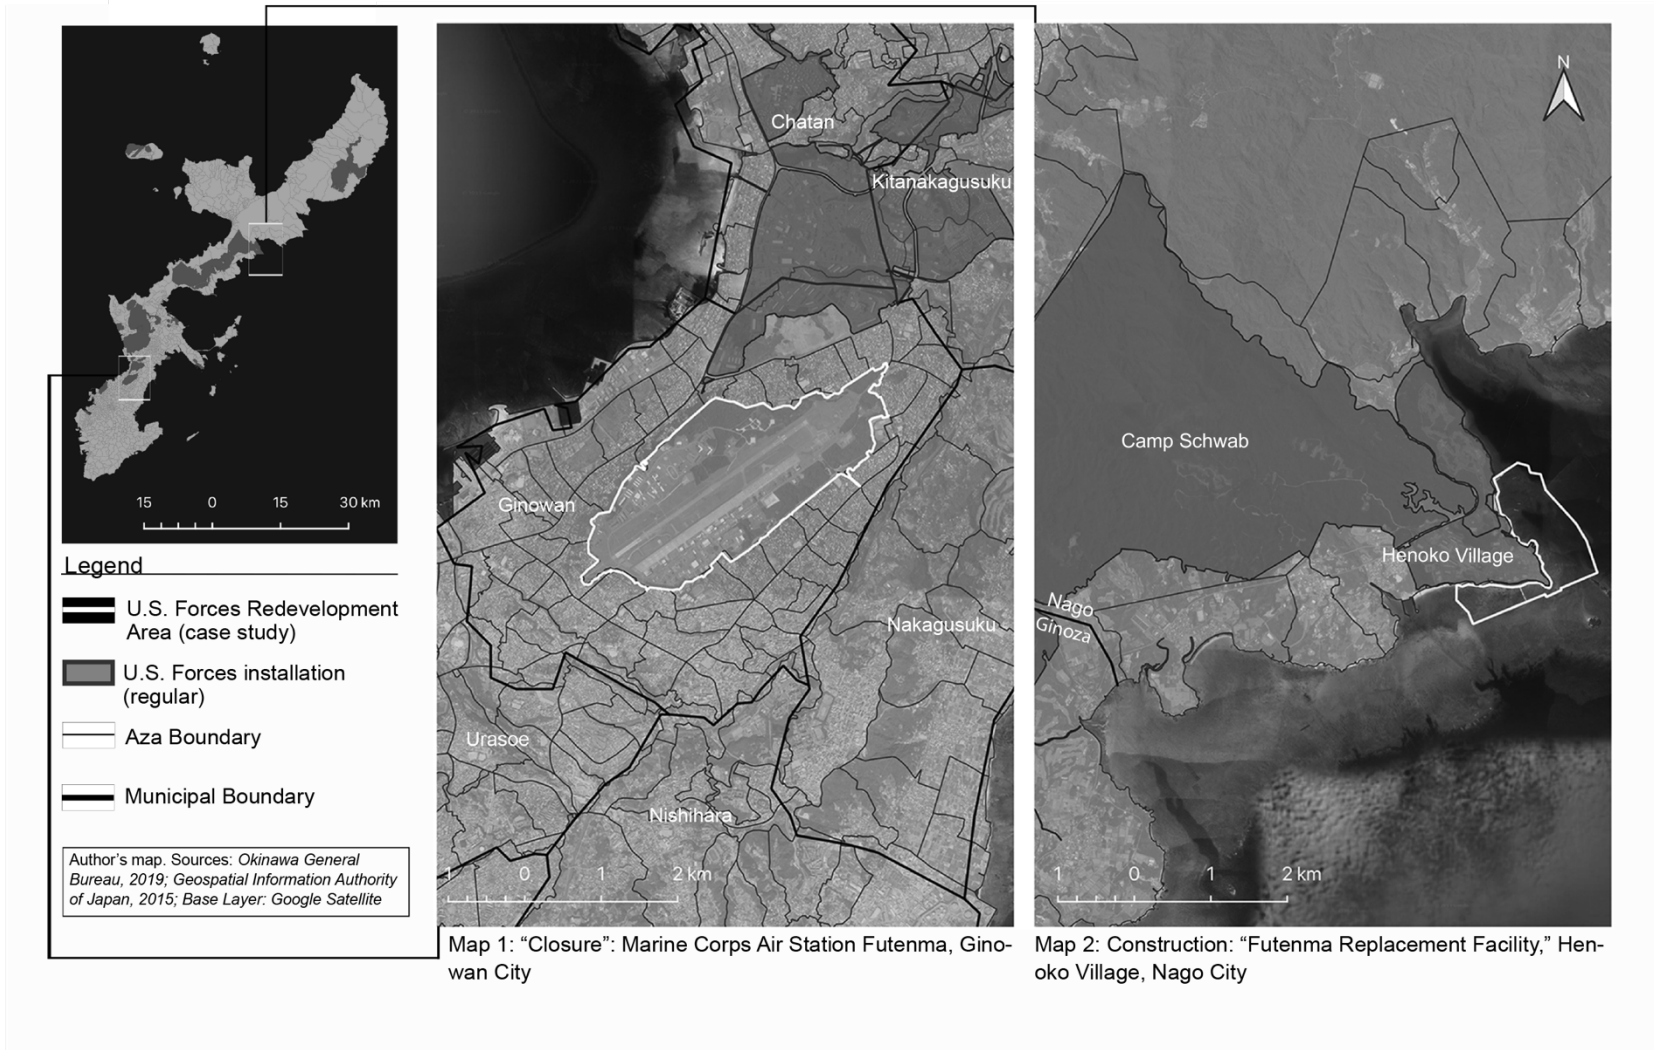 15 0 15 30 km
Legend
U.S. Forces Redevelopment
Area (case study)
U.S. Forces installation
(regular)
Aza Boundary
Municipal Boundary
Author's map. Sources: Okinawa General
Bureau, 2019; Geospatial Information Authority
of Japan, 2015; Base Layer: Google Satellite
Chatan
Kitanakagusuku
Ginowan
Nakagusuku
Urasoe
Nishihara
1 0 1 2 km
Map 1: “Closure”: Marine Corps Air Station Futenma, Gino-
wan City
N
Camp Schwab
Henoko Village
Nago
Ginoza
1 0 1 2 km
Map 2: Construction: “Futenma Replacement Facility,” Hen-
oko Village, Nago City